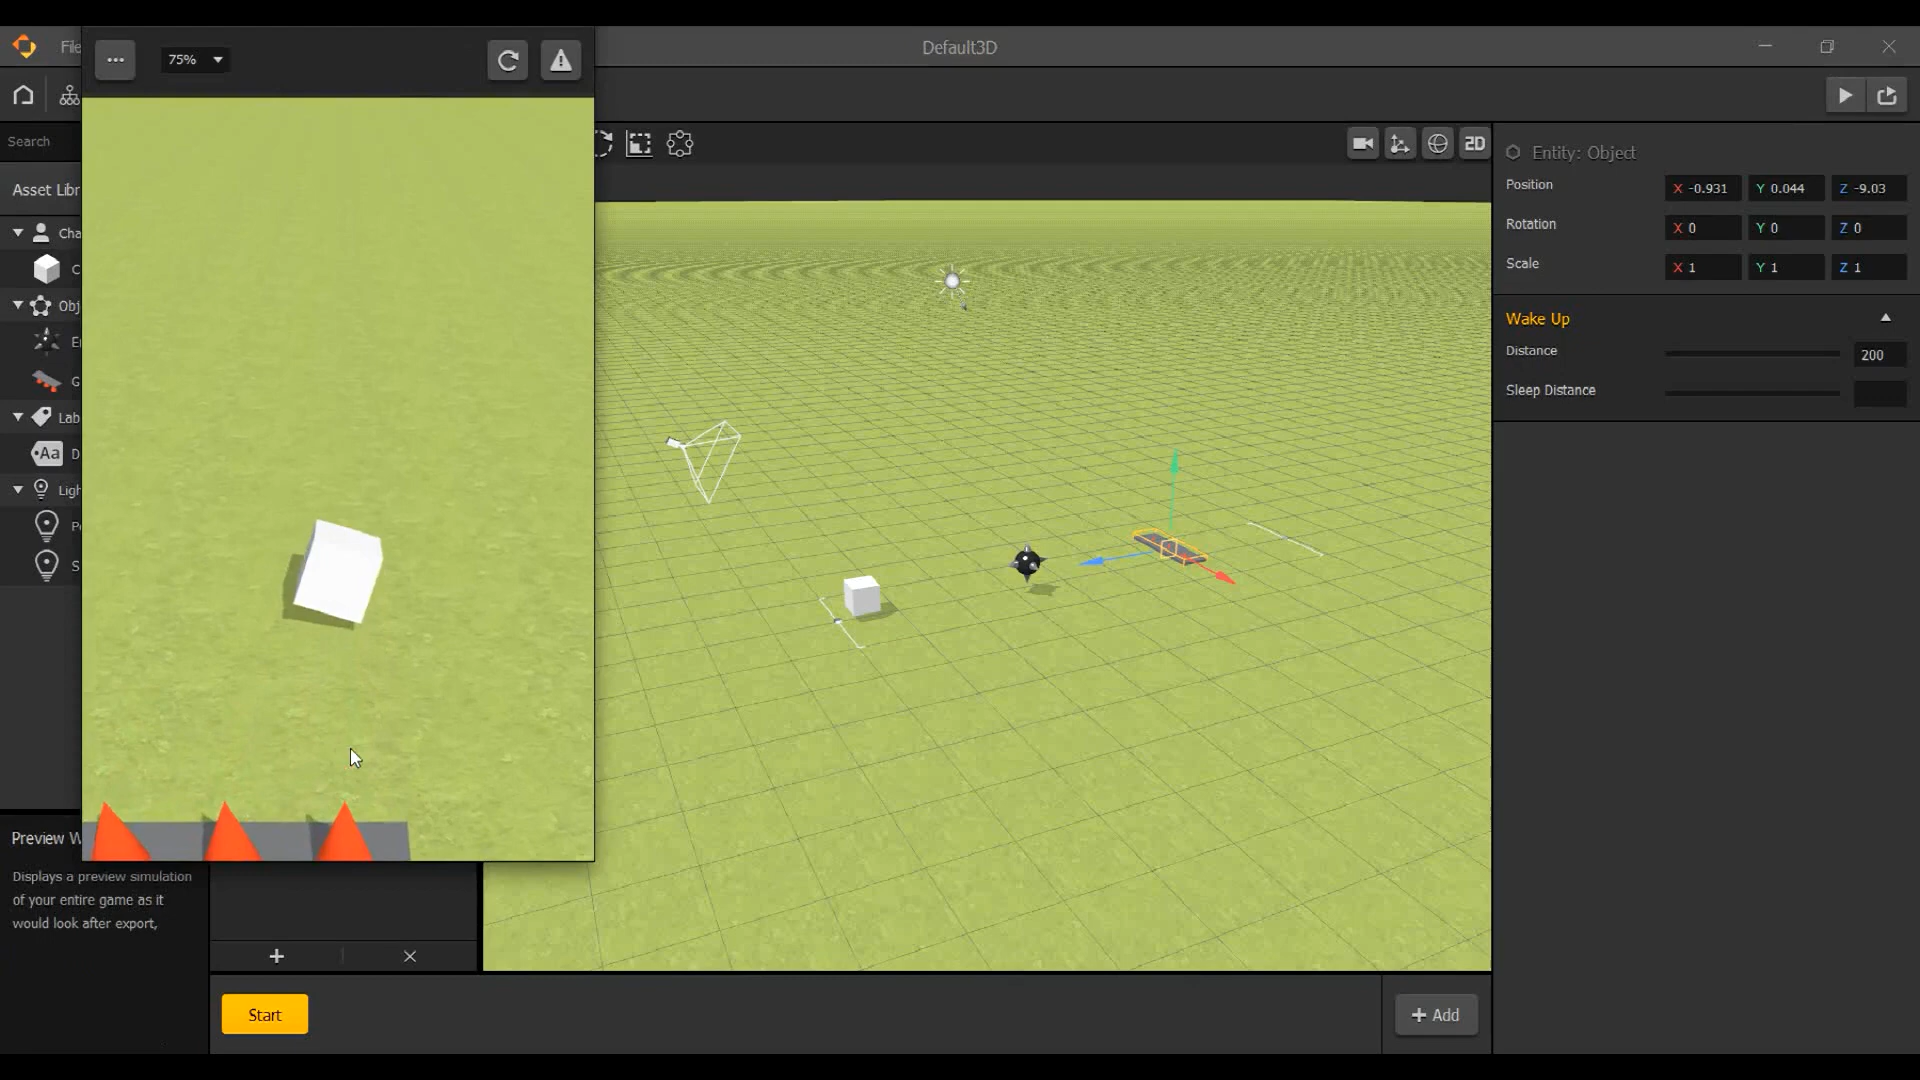 File
Default3D
75%
Search
2D
Asset Libr
Entity: Object
Position
X -0.931
Y 0.044
Z -9.03
Rotation
X 0
Y 0
Z 0
Scale
X 1
Y 1
Z 1
Cha
C
Obj
E
G
Wake Up
Distance
200
Sleep Distance
Lab
Aa
D
Ligh
P
S
Preview W
Displays a preview simulation
of your entire game as it
would look after export,
Start
+ Add